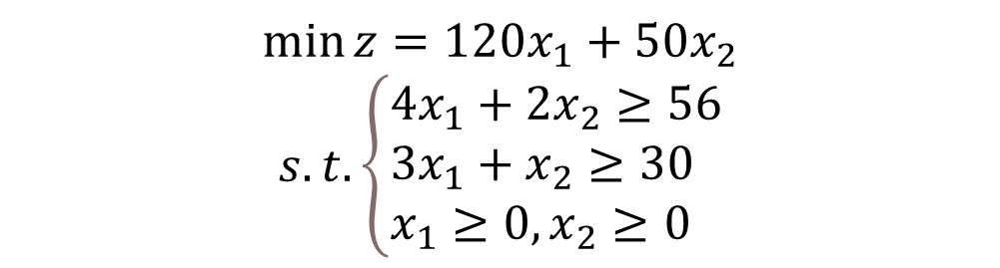 min z = 120x₁ + 50x₂
s.t. { 4x₁ + 2x₂ ≥ 56
3x₁ + x₂ ≥ 30
x₁ ≥ 0, x₂ ≥ 0